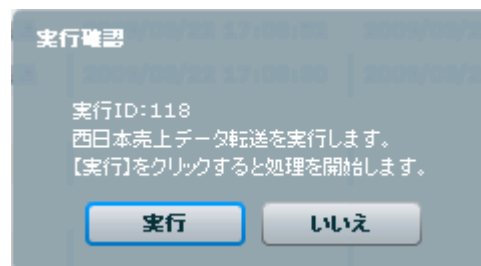 実行確認
実行ID:118
西日本売上データ転送を実行します。
【実行】をクリックすると処理を開始します。
実行
いいえ